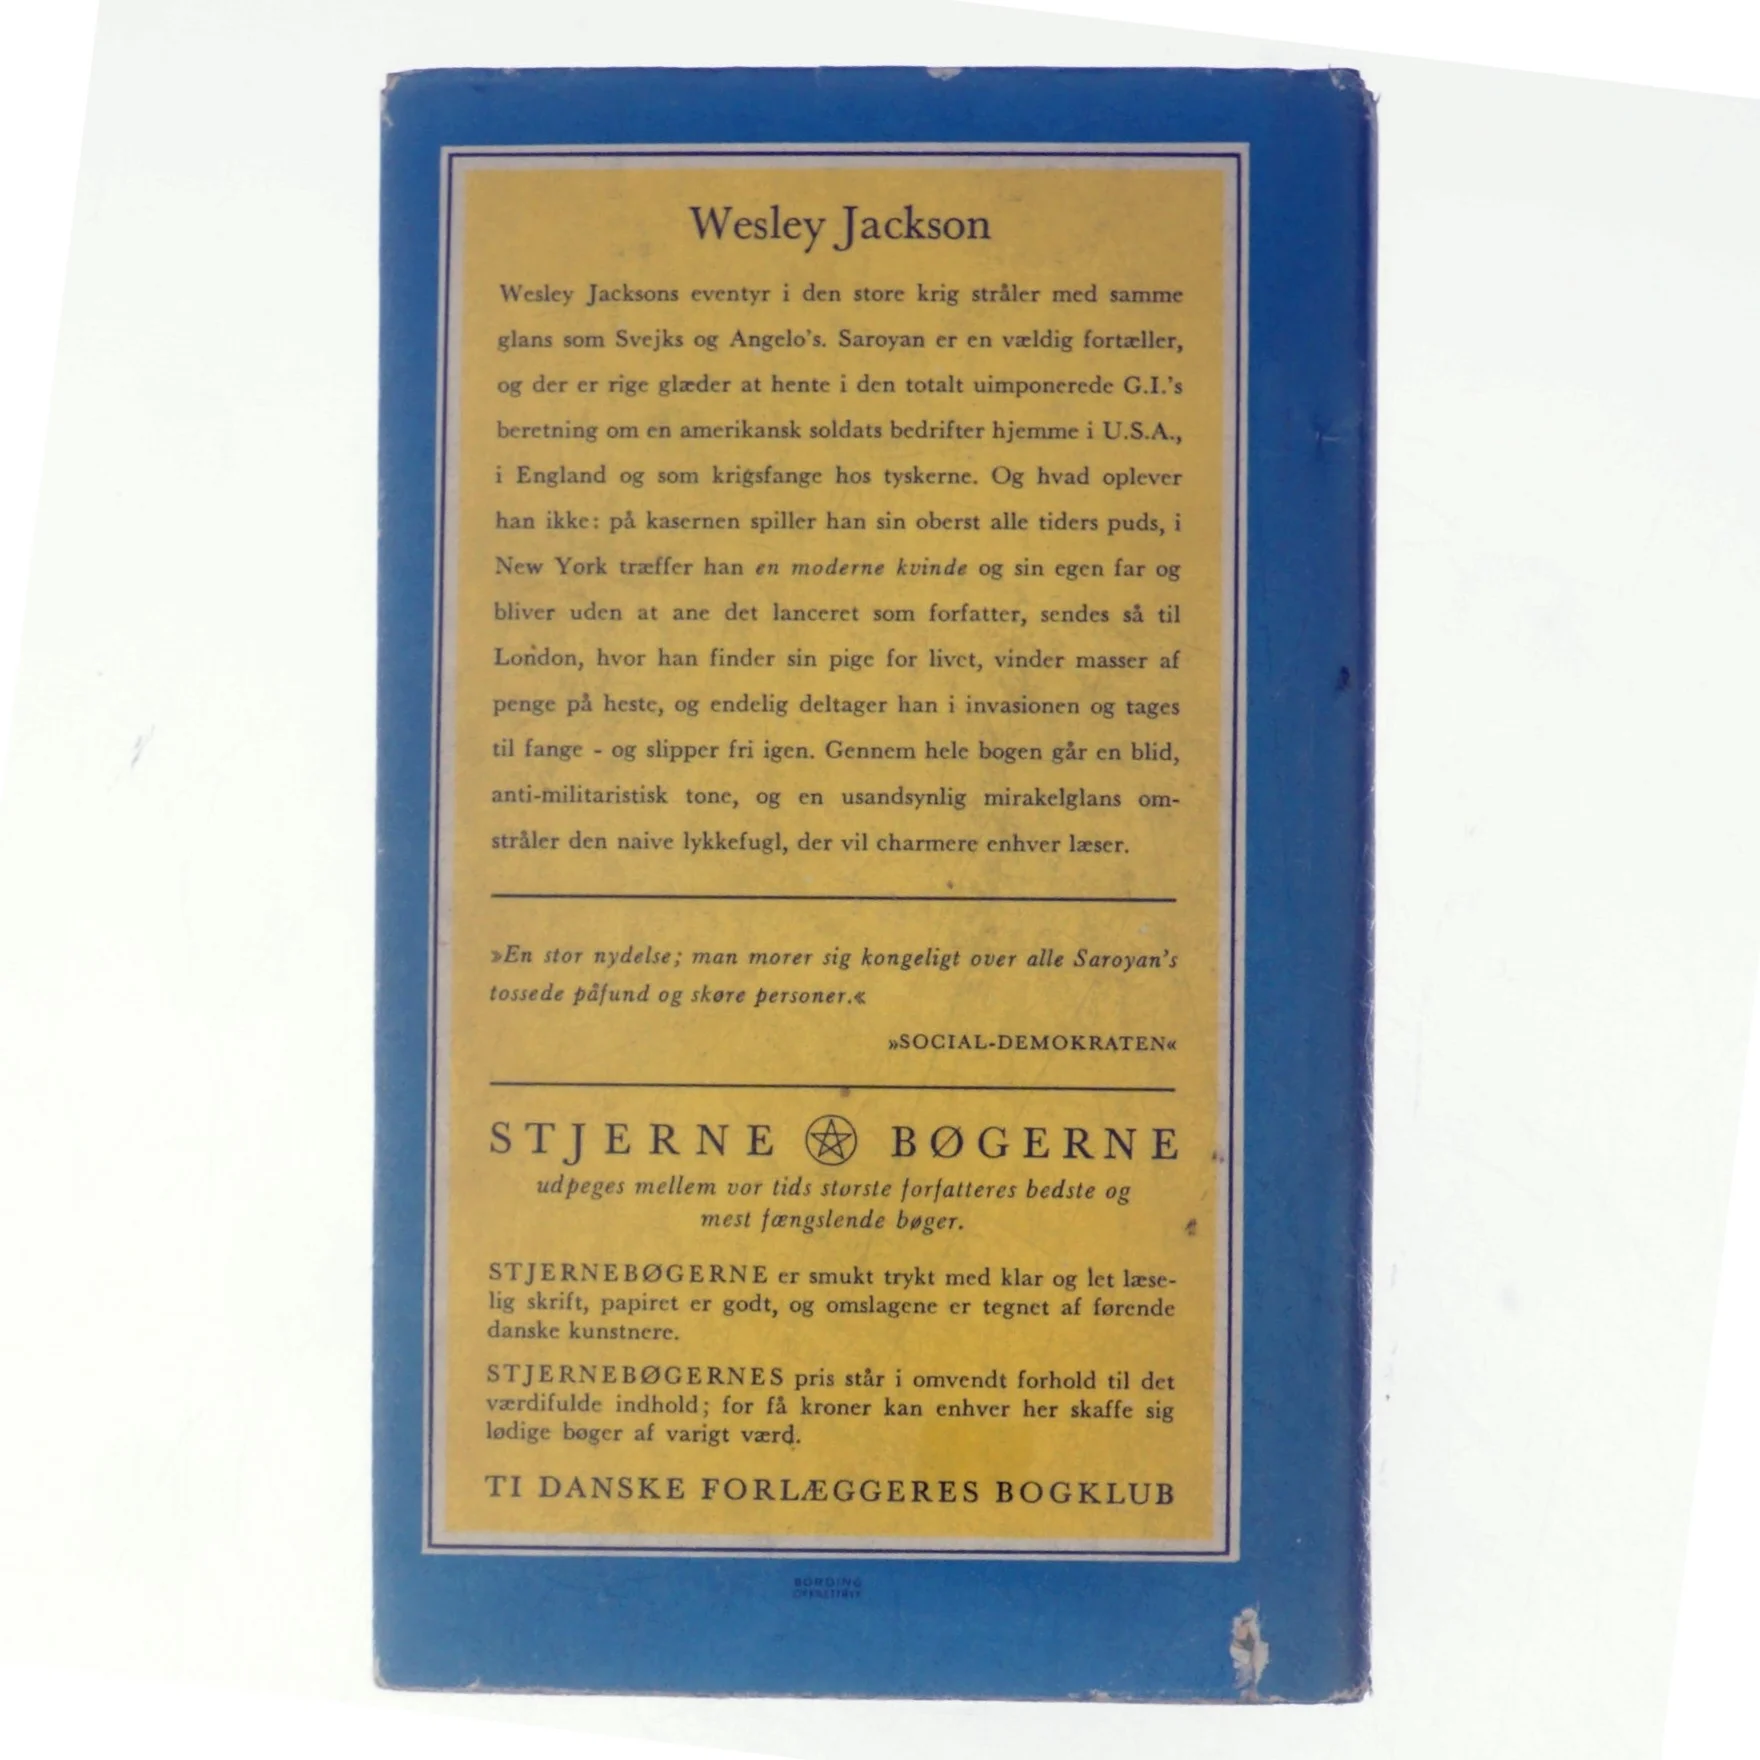 Wesley Jackson
Wesley Jacksons eventyr i den store krig stråler med samme
glans som Svejks og Angelo's. Saroyan er en vældig fortæller,
og der er rige glæder at hente i den totalt uimponerede G.I.'s
beretning om en amerikansk soldats bedrifter hjemme i U.S.A.,
i England og som krigsfange hos tyskerne. Og hvad oplever
han ikke: på kasernen spiller han sin oberst alle tiders puds, i
New York træffer han en moderne kvinde og sin egen far og
bliver uden at ane det lanceret som forfatter, sendes så til
London, hvor han finder sin pige for livet, vinder masser af
penge på heste, og endelig deltager han i invasionen og tages
til fange - og slipper fri igen. Gennem hele bogen går en blid,
anti-militaristisk tone, og en usandsynlig mirakelglans om-
stråler den naive lykkefugl, der vil charmere enhver læser.
»En stor nydelse; man morer sig kongeligt over alle Saroyan's
tossede påfund og skøre personer.«
»SOCIAL-DEMOKRATEN«
STJERNE BØGERNE
udpeges mellem vor tids største forfatteres bedste og
mest fængslende bøger.
STJERNEBØGERNE er smukt trykt med klar og let læse-
lig skrift, papiret er godt, og omslagene er tegnet af førende
danske kunstnere.
STJERNEBØGERNES pris står i omvendt forhold til det
værdifulde indhold; for få kroner kan enhver her skaffe sig
lødige bøger af varigt værd.
TI DANSKE FORLÆGGERES BOGKLUB
BORDING